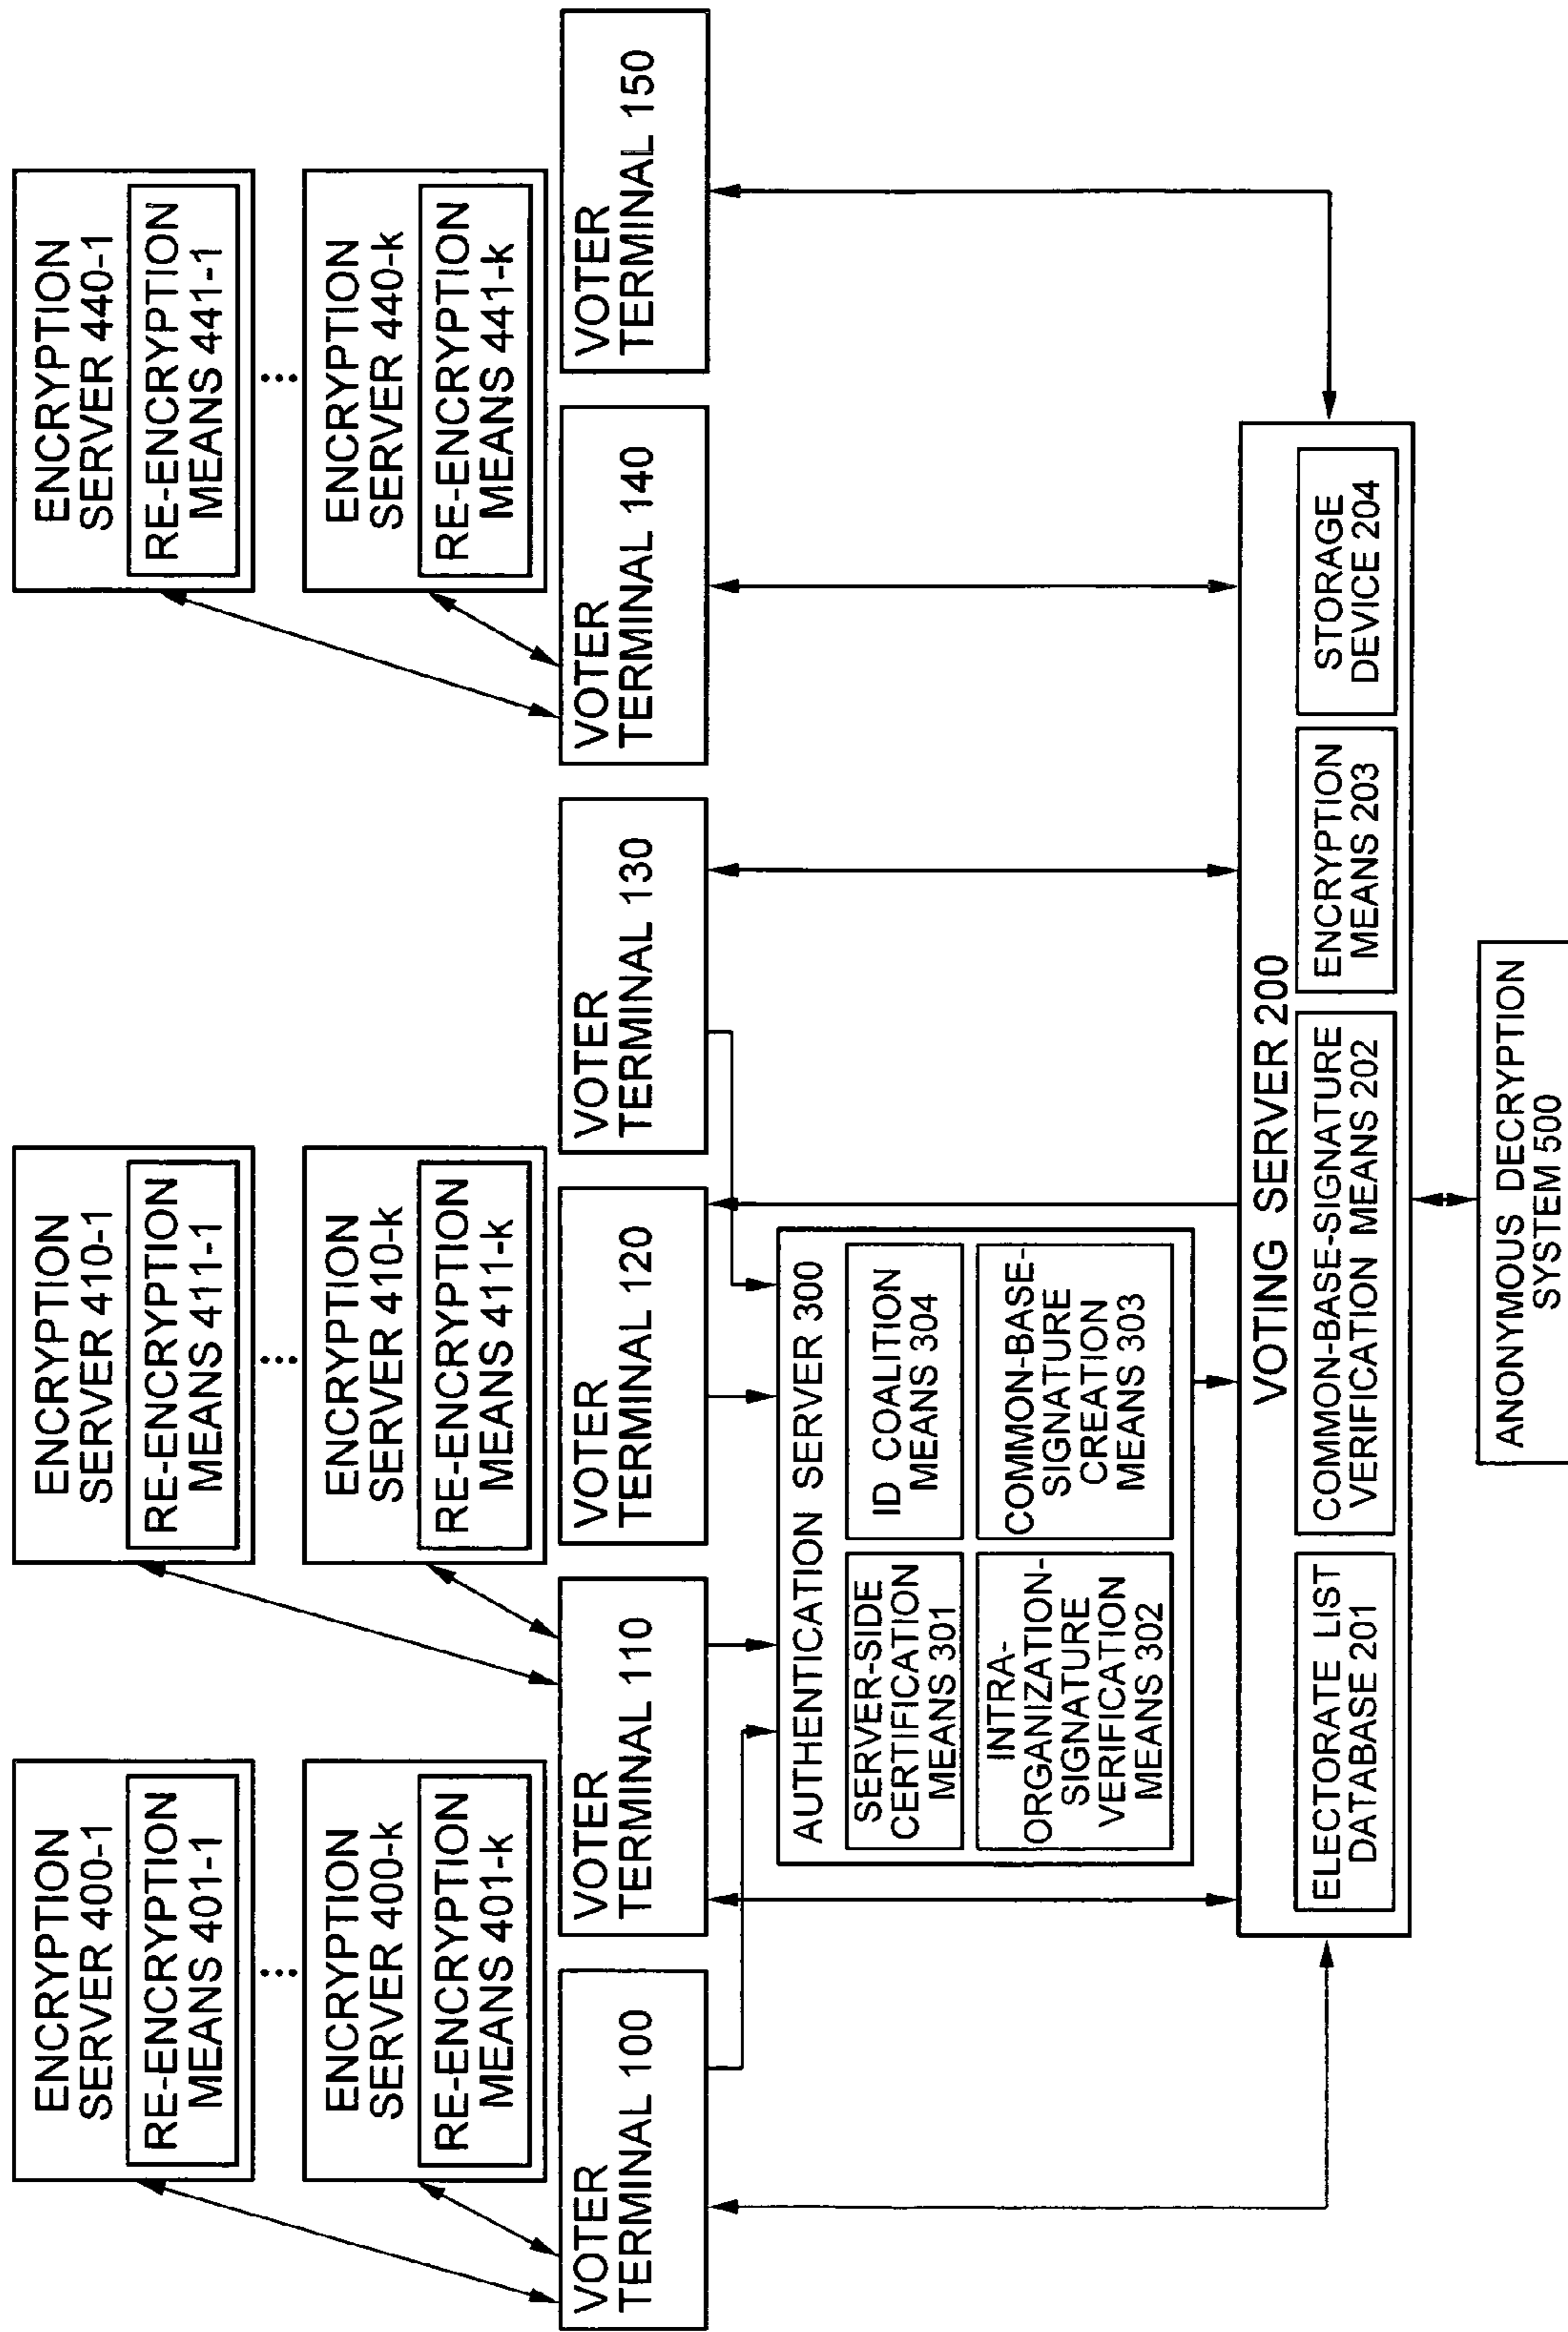 ENCRYPTION
SERVER 400-1
RE-ENCRYPTION
MEANS 401-1
ENCRYPTION
SERVER 400-k
RE-ENCRYPTION
MEANS 401-k
ENCRYPTION
SERVER 410-1
RE-ENCRYPTION
MEANS 411-1
ENCRYPTION
SERVER 410-k
RE-ENCRYPTION
MEANS 411-k
ENCRYPTION
SERVER 440-1
RE-ENCRYPTION
MEANS 441-1
ENCRYPTION
SERVER 440-k
RE-ENCRYPTION
MEANS 441-k
VOTER
TERMINAL 100
VOTER
TERMINAL 110
VOTER
TERMINAL 120
VOTER
TERMINAL 130
VOTER
TERMINAL 140
VOTER
TERMINAL 150
AUTHENTICATION SERVER 300
SERVER-SIDE
CERTIFICATION
MEANS 301
ID COALITION
MEANS 304
INTRA-
ORGANIZATION-
SIGNATURE
VERIFICATION
MEANS 302
COMMON-BASE-
SIGNATURE
CREATION
MEANS 303
VOTING SERVER 200
ELECTORATE LIST
DATABASE 201
COMMON-BASE-SIGNATURE
VERIFICATION MEANS 202
ENCRYPTION
MEANS 203
STORAGE
DEVICE 204
ANONYMOUS DECRYPTION
SYSTEM 500